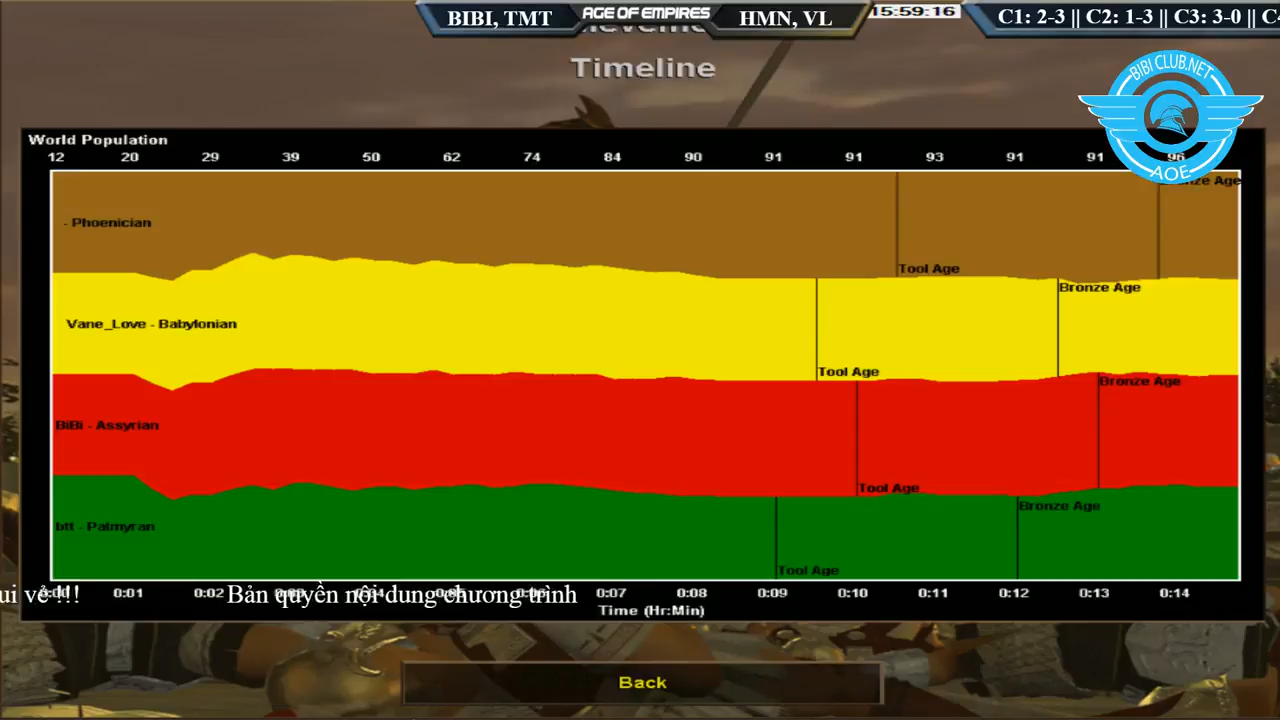 BIBI, TMT
AGE OF EMPIRES
HMN, VL
15:59:16
C1: 2-3 || C2: 1-3 || C3: 3-0 ||
Timeline
BIBI CLUB.NET
AOE
World Population
12 20 29 39 50 62 74 84 90 91 91 93 91 91 96
Age
- Phoenician
Tool Age
Bronze Age
Vane_Love - Babylonian
Tool Age
Bronze Age
BiBi - Assyrian
Tool Age
Bronze Age
btt - Palmyran
Tool Age
ui vẻ !!! Bản quyền nội dung chương trình
0:01 0:02 0:07 0:08 0:09 0:10 0:11 0:12 0:13 0:14
Time (Hr:Min)
Back